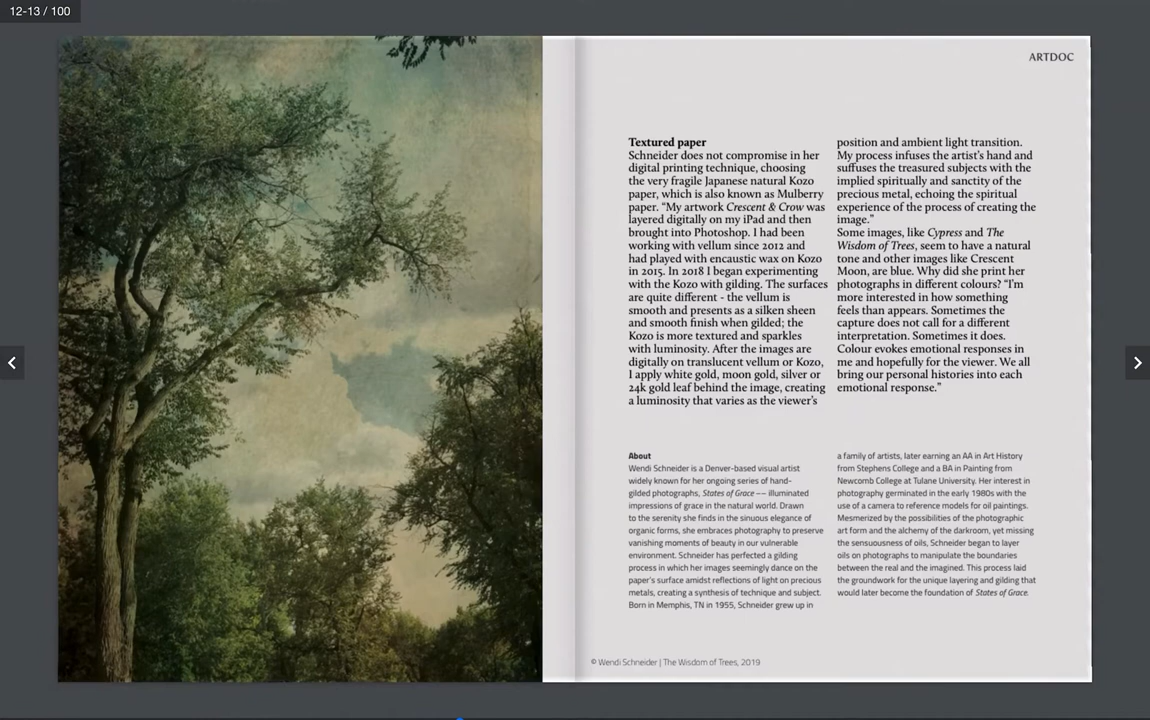 12-13 / 100
ARTDOC
Textured paper
Schneider does not compromise in her
digital printing technique, choosing
the very fragile Japanese natural Kozo
paper, which is also known as Mulberry
paper. “My artwork Crescent & Crow was
layered digitally on my iPad and then
brought into Photoshop. I had been
working with vellum since 2012 and
had played with encaustic wax on Kozo
in 2015. In 2018 I began experimenting
with the Kozo with gilding. The surfaces
are quite different - the vellum is
smooth and presents as a silken sheen
and smooth finish when gilded; the
Kozo is more textured and sparkles
with luminosity. After the images are
digitally on translucent vellum or Kozo,
I apply white gold, moon gold, silver or
24k gold leaf behind the image, creating
a luminosity that varies as the viewer’s
position and ambient light transition.
My process infuses the artist’s hand and
suffuses the treasured subjects with the
implied spiritually and sanctity of the
precious metal, echoing the spiritual
experience of the process of creating the
image.”
Some images, like Cypress and The
Wisdom of Trees, seem to have a natural
tone and other images like Crescent
Moon, are blue. Why did she print her
photographs in different colours? “I’m
more interested in how something
feels than appears. Sometimes the
capture does not call for a different
interpretation. Sometimes it does.
Colour evokes emotional responses in
me and hopefully for the viewer. We all
bring our personal histories into each
emotional response.”
About
Wendi Schneider is a Denver-based visual artist
widely known for her ongoing series of hand-
gilded photographs, States of Grace –– illuminated
impressions of grace in the natural world. Drawn
to the serenity she finds in the sinuous elegance of
organic forms, she embraces photography to preserve
vanishing moments of beauty in our vulnerable
environment. Schneider has perfected a gilding
process in which her images seemingly dance on the
paper's surface amidst reflections of light on precious
metals, creating a synthesis of technique and subject.
Born in Memphis, TN in 1955, Schneider grew up in
a family of artists, later earning an AA in Art History
from Stephens College and a BA in Painting from
Newcomb College at Tulane University. Her interest in
photography germinated in the early 1980s with the
use of a camera to reference models for oil paintings.
Mesmerized by the possibilities of the photographic
art form and the alchemy of the darkroom, yet missing
the sensuousness of oils, Schneider began to layer
oils on photographs to manipulate the boundaries
between the real and the imagined. This process laid
the groundwork for the unique layering and gilding that
would later become the foundation of States of Grace.
© Wendi Schneider | The Wisdom of Trees, 2019